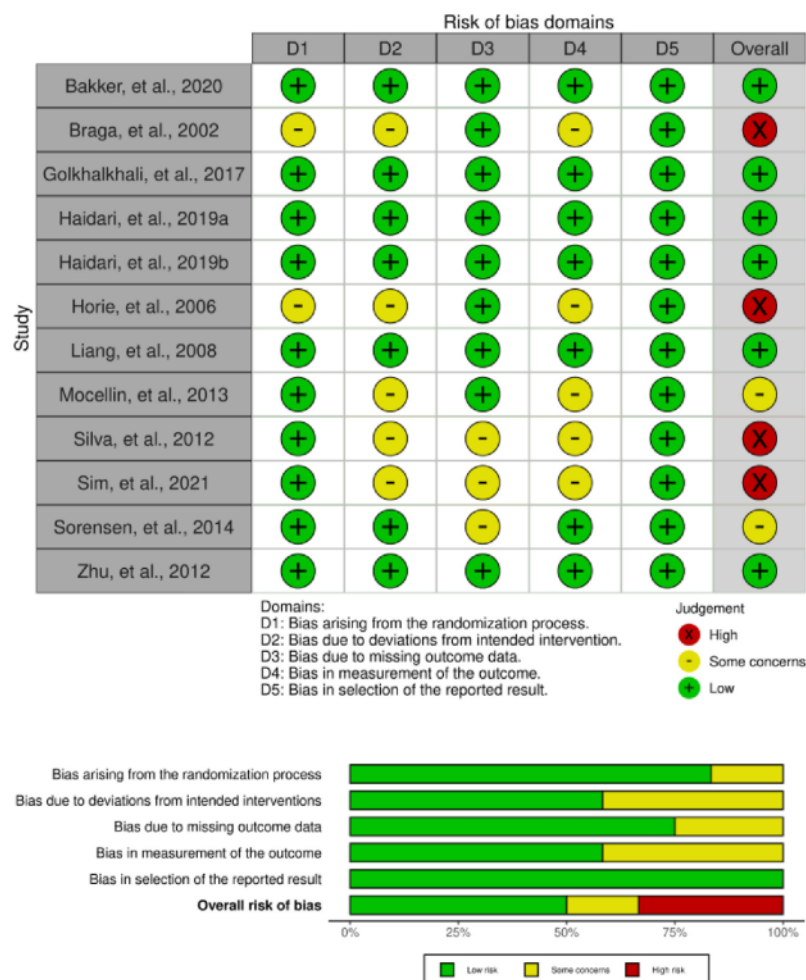 Risk of bias domains
D1 D2 D3 D4 D5 Overall
Study
Bakker, et al., 2020 + + + + + +
Braga, et al., 2002 - - + - + X
Golkhalkhali, et al., 2017 + + + + + +
Haidari, et al., 2019a + + + + + +
Haidari, et al., 2019b + + + + + +
Horie, et al., 2006 - - + - + X
Liang, et al., 2008 + + + + + +
Mocellin, et al., 2013 + - + - + -
Silva, et al., 2012 + - - - + X
Sim, et al., 2021 + - - - + X
Sorensen, et al., 2014 + + - + + -
Zhu, et al., 2012 + + + + + +
Domains:
D1: Bias arising from the randomization process.
D2: Bias due to deviations from intended intervention.
D3: Bias due to missing outcome data.
D4: Bias in measurement of the outcome.
D5: Bias in selection of the reported result.
Judgement
X High
- Some concerns
+ Low
Bias arising from the randomization process
Bias due to deviations from intended interventions
Bias due to missing outcome data
Bias in measurement of the outcome
Bias in selection of the reported result
Overall risk of bias
0% 25% 50% 75% 100%
Low risk Some concerns High risk